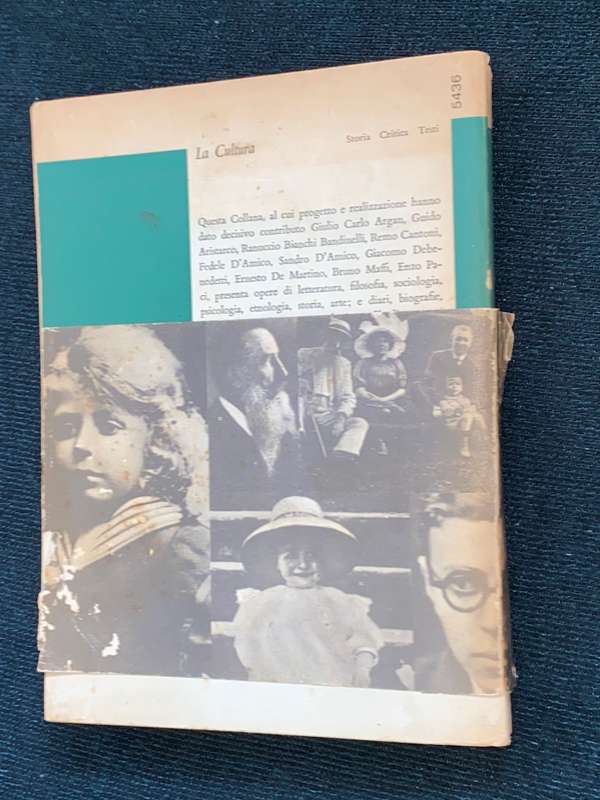 5436
La Cultura
Storia Critica Testi
Questa Collana, al cui progetto e realizzazione hanno
dato decisivo contributo Giulio Carlo Argan, Guido
Aristarco, Ranuccio Bianchi Bandinelli, Remo Cantoni,
Fedele D'Amico, Sandro D'Amico, Giacomo Debe-
nedetti, Ernesto De Martino, Bruno Maffi, Enzo Pa-
ci, presenta opere di letteratura, filosofia, sociologia,
psicologia, etnologia, storia, arte; e diari, biografie,